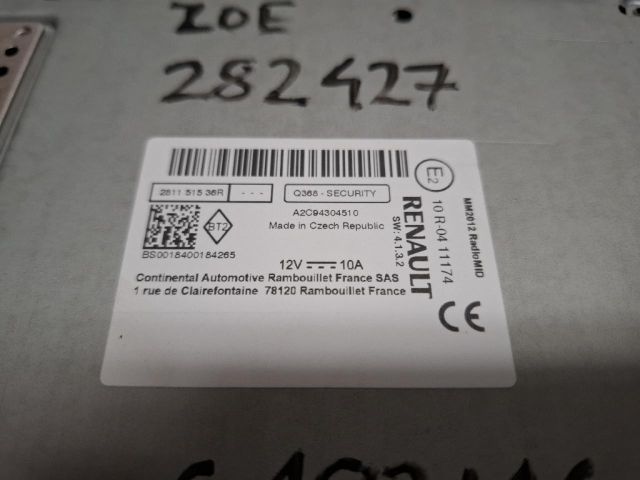 ZOE
282427
2811 515 36R - - -
Q368 - SECURITY
BT2
A2C94304510
Made in Czech Republic
BS0018400184265
12V 10A
Continental Automotive Rambouillet France SAS
1 rue de Clairefontaine 78120 Rambouillet France
RENAULT
SW: 4.1.3.2
E2
10 R-04 11174
MM2012 RadioMID
CE